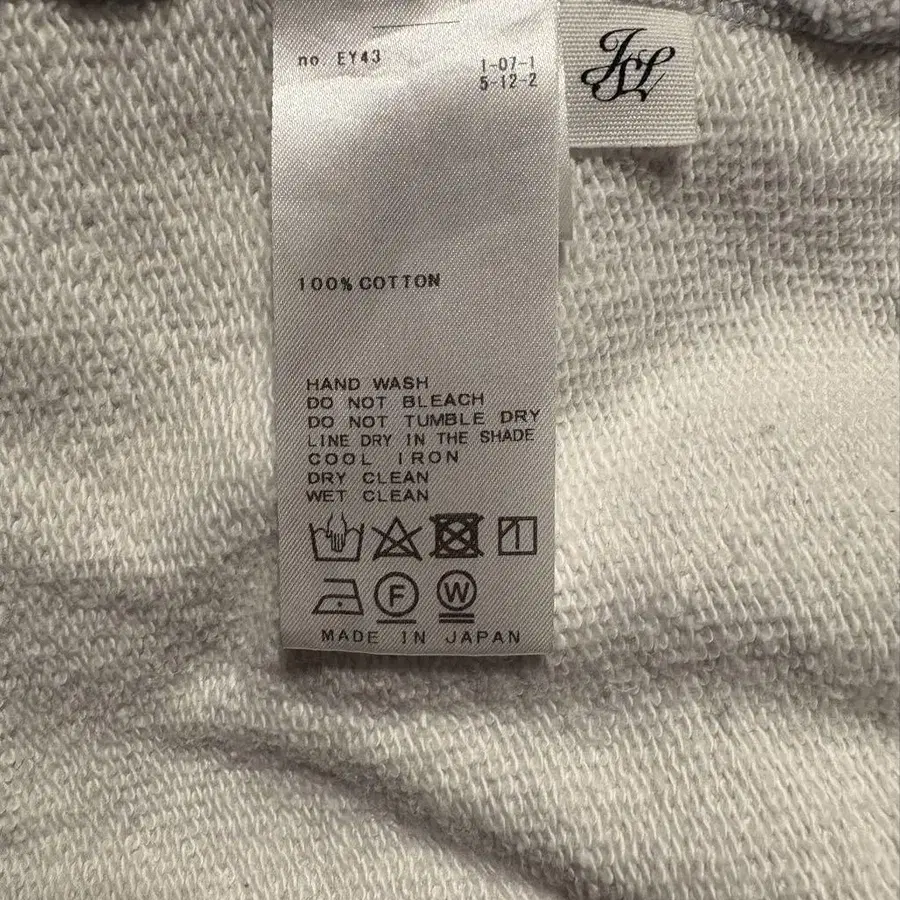 no EY43
1-07-1
5-12-2
JSL
100% COTTON
HAND WASH
DO NOT BLEACH
DO NOT TUMBLE DRY
LINE DRY IN THE SHADE
COOL IRON
DRY CLEAN
WET CLEAN
F
W
MADE IN JAPAN